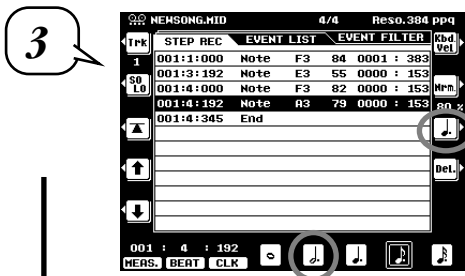 3
NEWSONG.MID 4/4 Reso.384 ppq
Trk STEP REC EVENT LIST EVENT FILTER Kbd. Vel
1 001:1:000 Note F3 84 0001 : 383
001:3:192 Note E3 55 0000 : 153
SO LO 001:4:000 Note F3 82 0000 : 153 Nrm.
001:4:192 Note A3 79 0000 : 153 80 %
001:4:345 End
Del.
001 : 4 : 192
MEAS. BEAT CLK